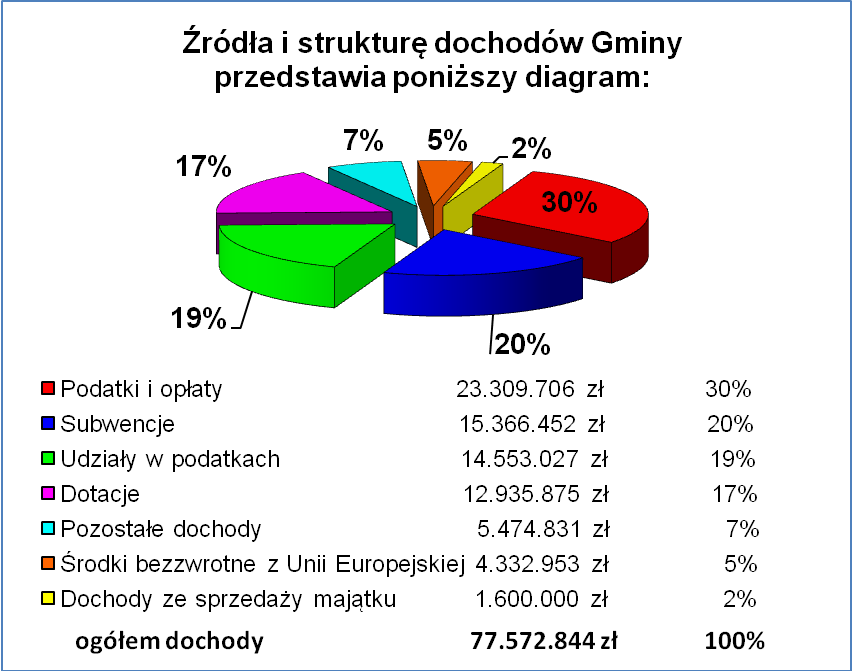 Źródła i strukturę dochodów Gminy
przedstawia poniższy diagram:
7%
5%
2%
17%
30%
19%
20%
Podatki i opłaty 23.309.706 zł 30%
Subwencje 15.366.452 zł 20%
Udziały w podatkach 14.553.027 zł 19%
Dotacje 12.935.875 zł 17%
Pozostałe dochody 5.474.831 zł 7%
Środki bezzwrotne z Unii Europejskiej 4.332.953 zł 5%
Dochody ze sprzedaży majątku 1.600.000 zł 2%
ogółem dochody 77.572.844 zł 100%